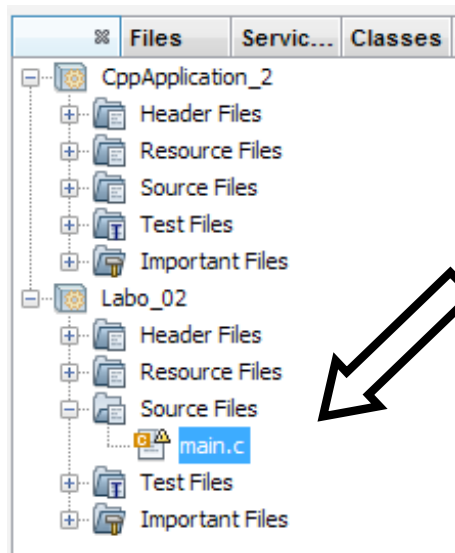 Files Servic... Classes
CppApplication_2
Header Files
Resource Files
Source Files
Test Files
Important Files
Labo_02
Header Files
Resource Files
Source Files
main.c
Test Files
Important Files